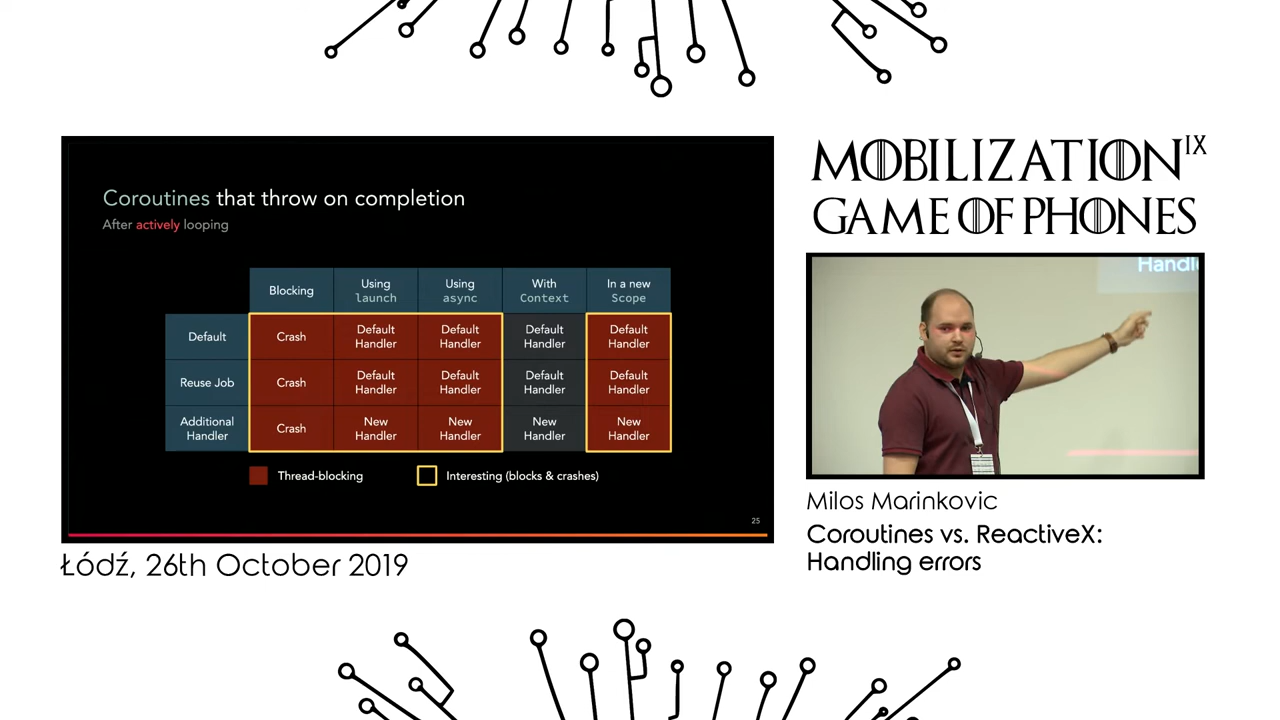 MOBILIZATION IX
GAME OF PHONES
Coroutines that throw on completion
After actively looping
Blocking
Using launch
Using async
With Context
In a new Scope
Default
Crash
Default Handler
Default Handler
Default Handler
Default Handler
Reuse Job
Crash
Default Handler
Default Handler
Default Handler
Default Handler
Additional Handler
Crash
New Handler
New Handler
New Handler
New Handler
Thread-blocking
Interesting (blocks & crashes)
25
Handle
Milos Marinkovic
Coroutines vs. ReactiveX:
Handling errors
Łódź, 26th October 2019